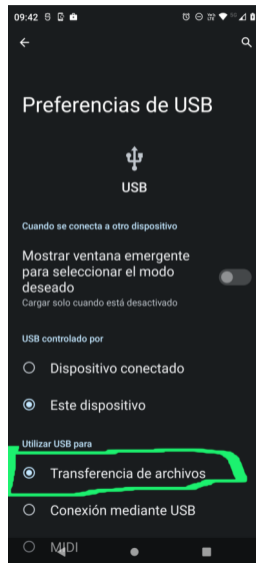 09:42
Preferencias de USB
USB
Cuando se conecta a otro dispositivo
Mostrar ventana emergente
para seleccionar el modo
deseado
Cargar solo cuando está desactivado
USB controlado por
Dispositivo conectado
Este dispositivo
Utilizar USB para
Transferencia de archivos
Conexión mediante USB
MIDI